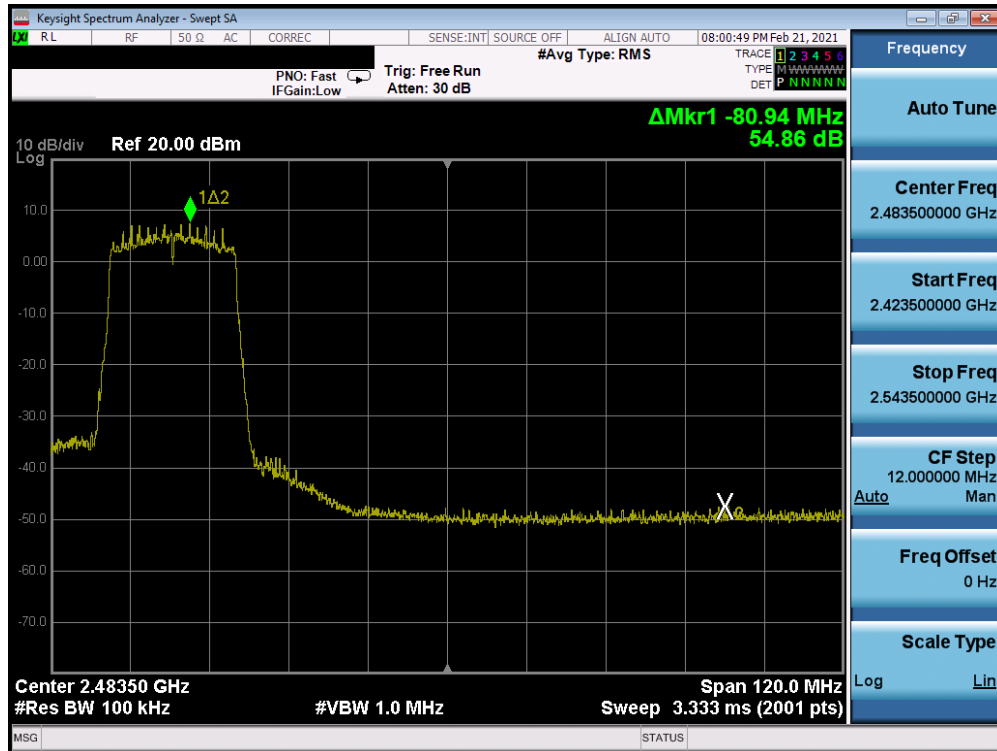 Keysight Spectrum Analyzer - Swept SA
LXI RL RF 50 Ω AC CORREC SENSE:INT SOURCE OFF ALIGN AUTO 08:00:49 PM Feb 21, 2021
#Avg Type: RMS
TRACE 1 2 3 4 5 6
TYPE M W W W W W
DET P N N N N N
PNO: Fast
IFGain:Low
Trig: Free Run
Atten: 30 dB
ΔMkr1 -80.94 MHz
54.86 dB
10 dB/div
Log
Ref 20.00 dBm
1Δ2
10.0
0.00
-10.0
-20.0
-30.0
-40.0
-50.0
-60.0
-70.0
X
Center 2.48350 GHz
#Res BW 100 kHz
#VBW 1.0 MHz
Span 120.0 MHz
Sweep 3.333 ms (2001 pts)
MSG
STATUS
Frequency
Auto Tune
Center Freq
2.483500000 GHz
Start Freq
2.423500000 GHz
Stop Freq
2.543500000 GHz
CF Step
12.000000 MHz
Auto Man
Freq Offset
0 Hz
Scale Type
Log Lin